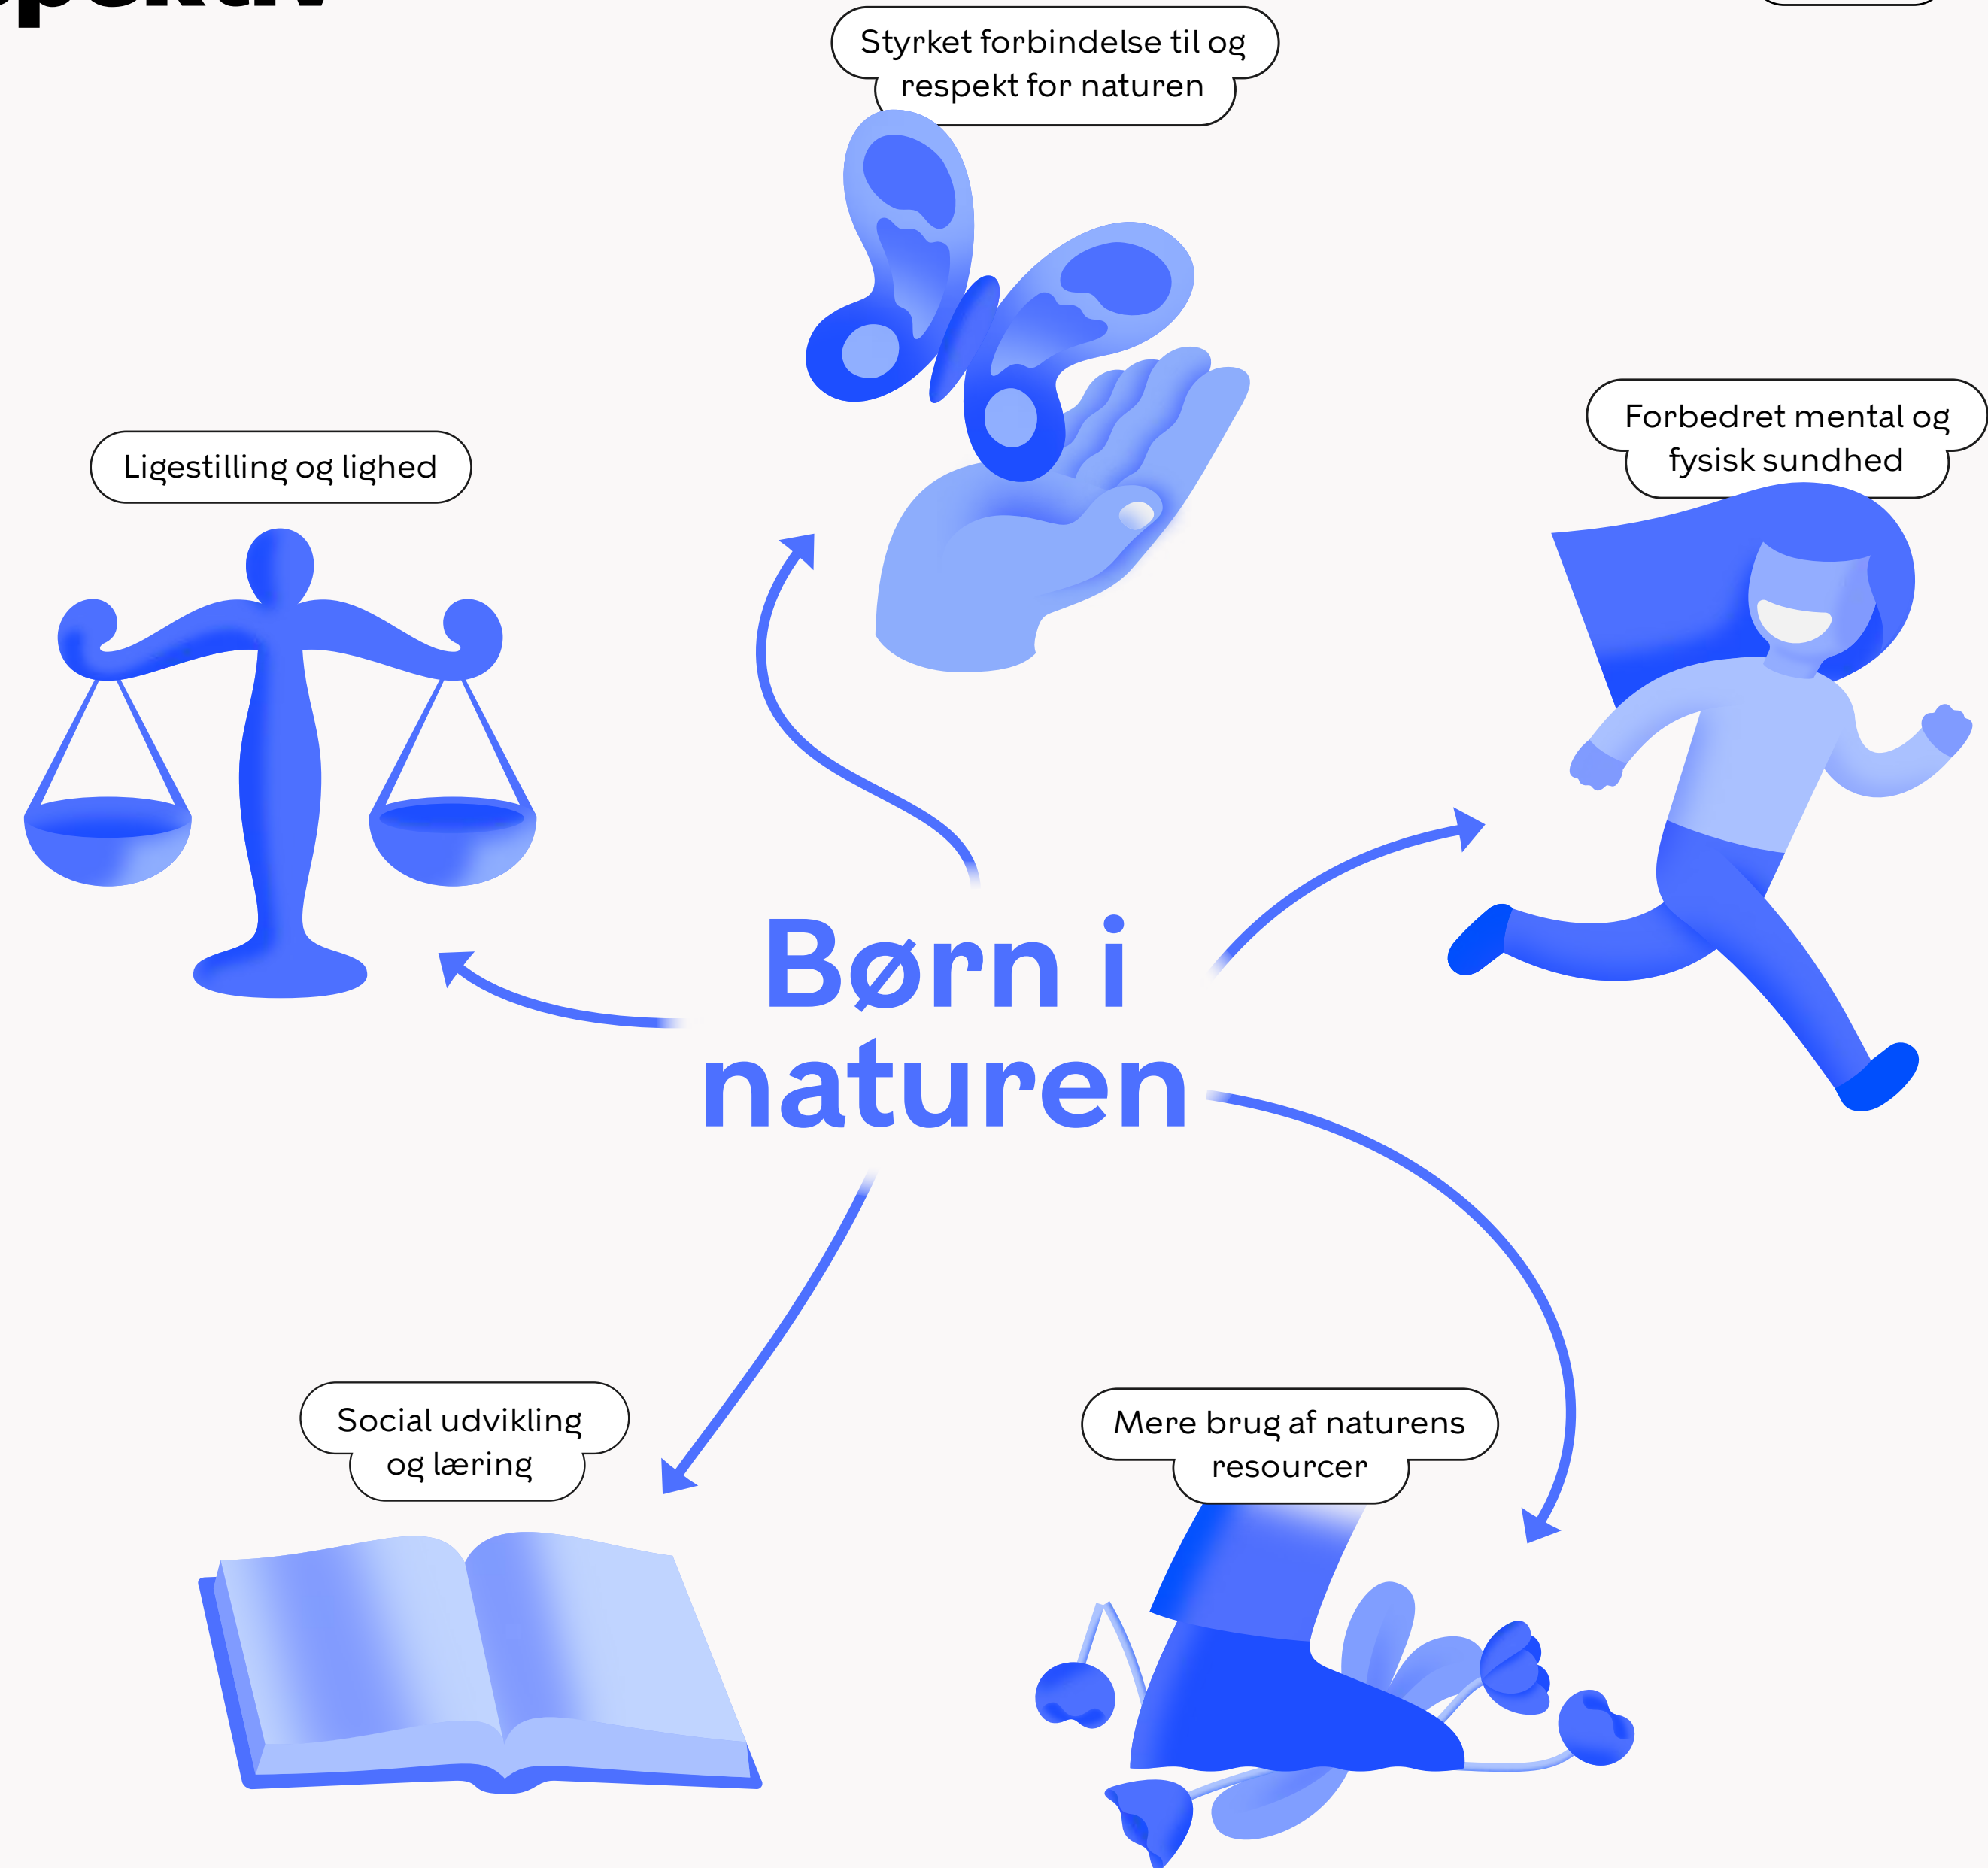 Styrket forbindelse til og
respekt for naturen
Forbedret mental og
fysisk sundhed
Ligestilling og lighed
Børn i
naturen
Social udvikling
og læring
Mere brug af naturens
resourcer